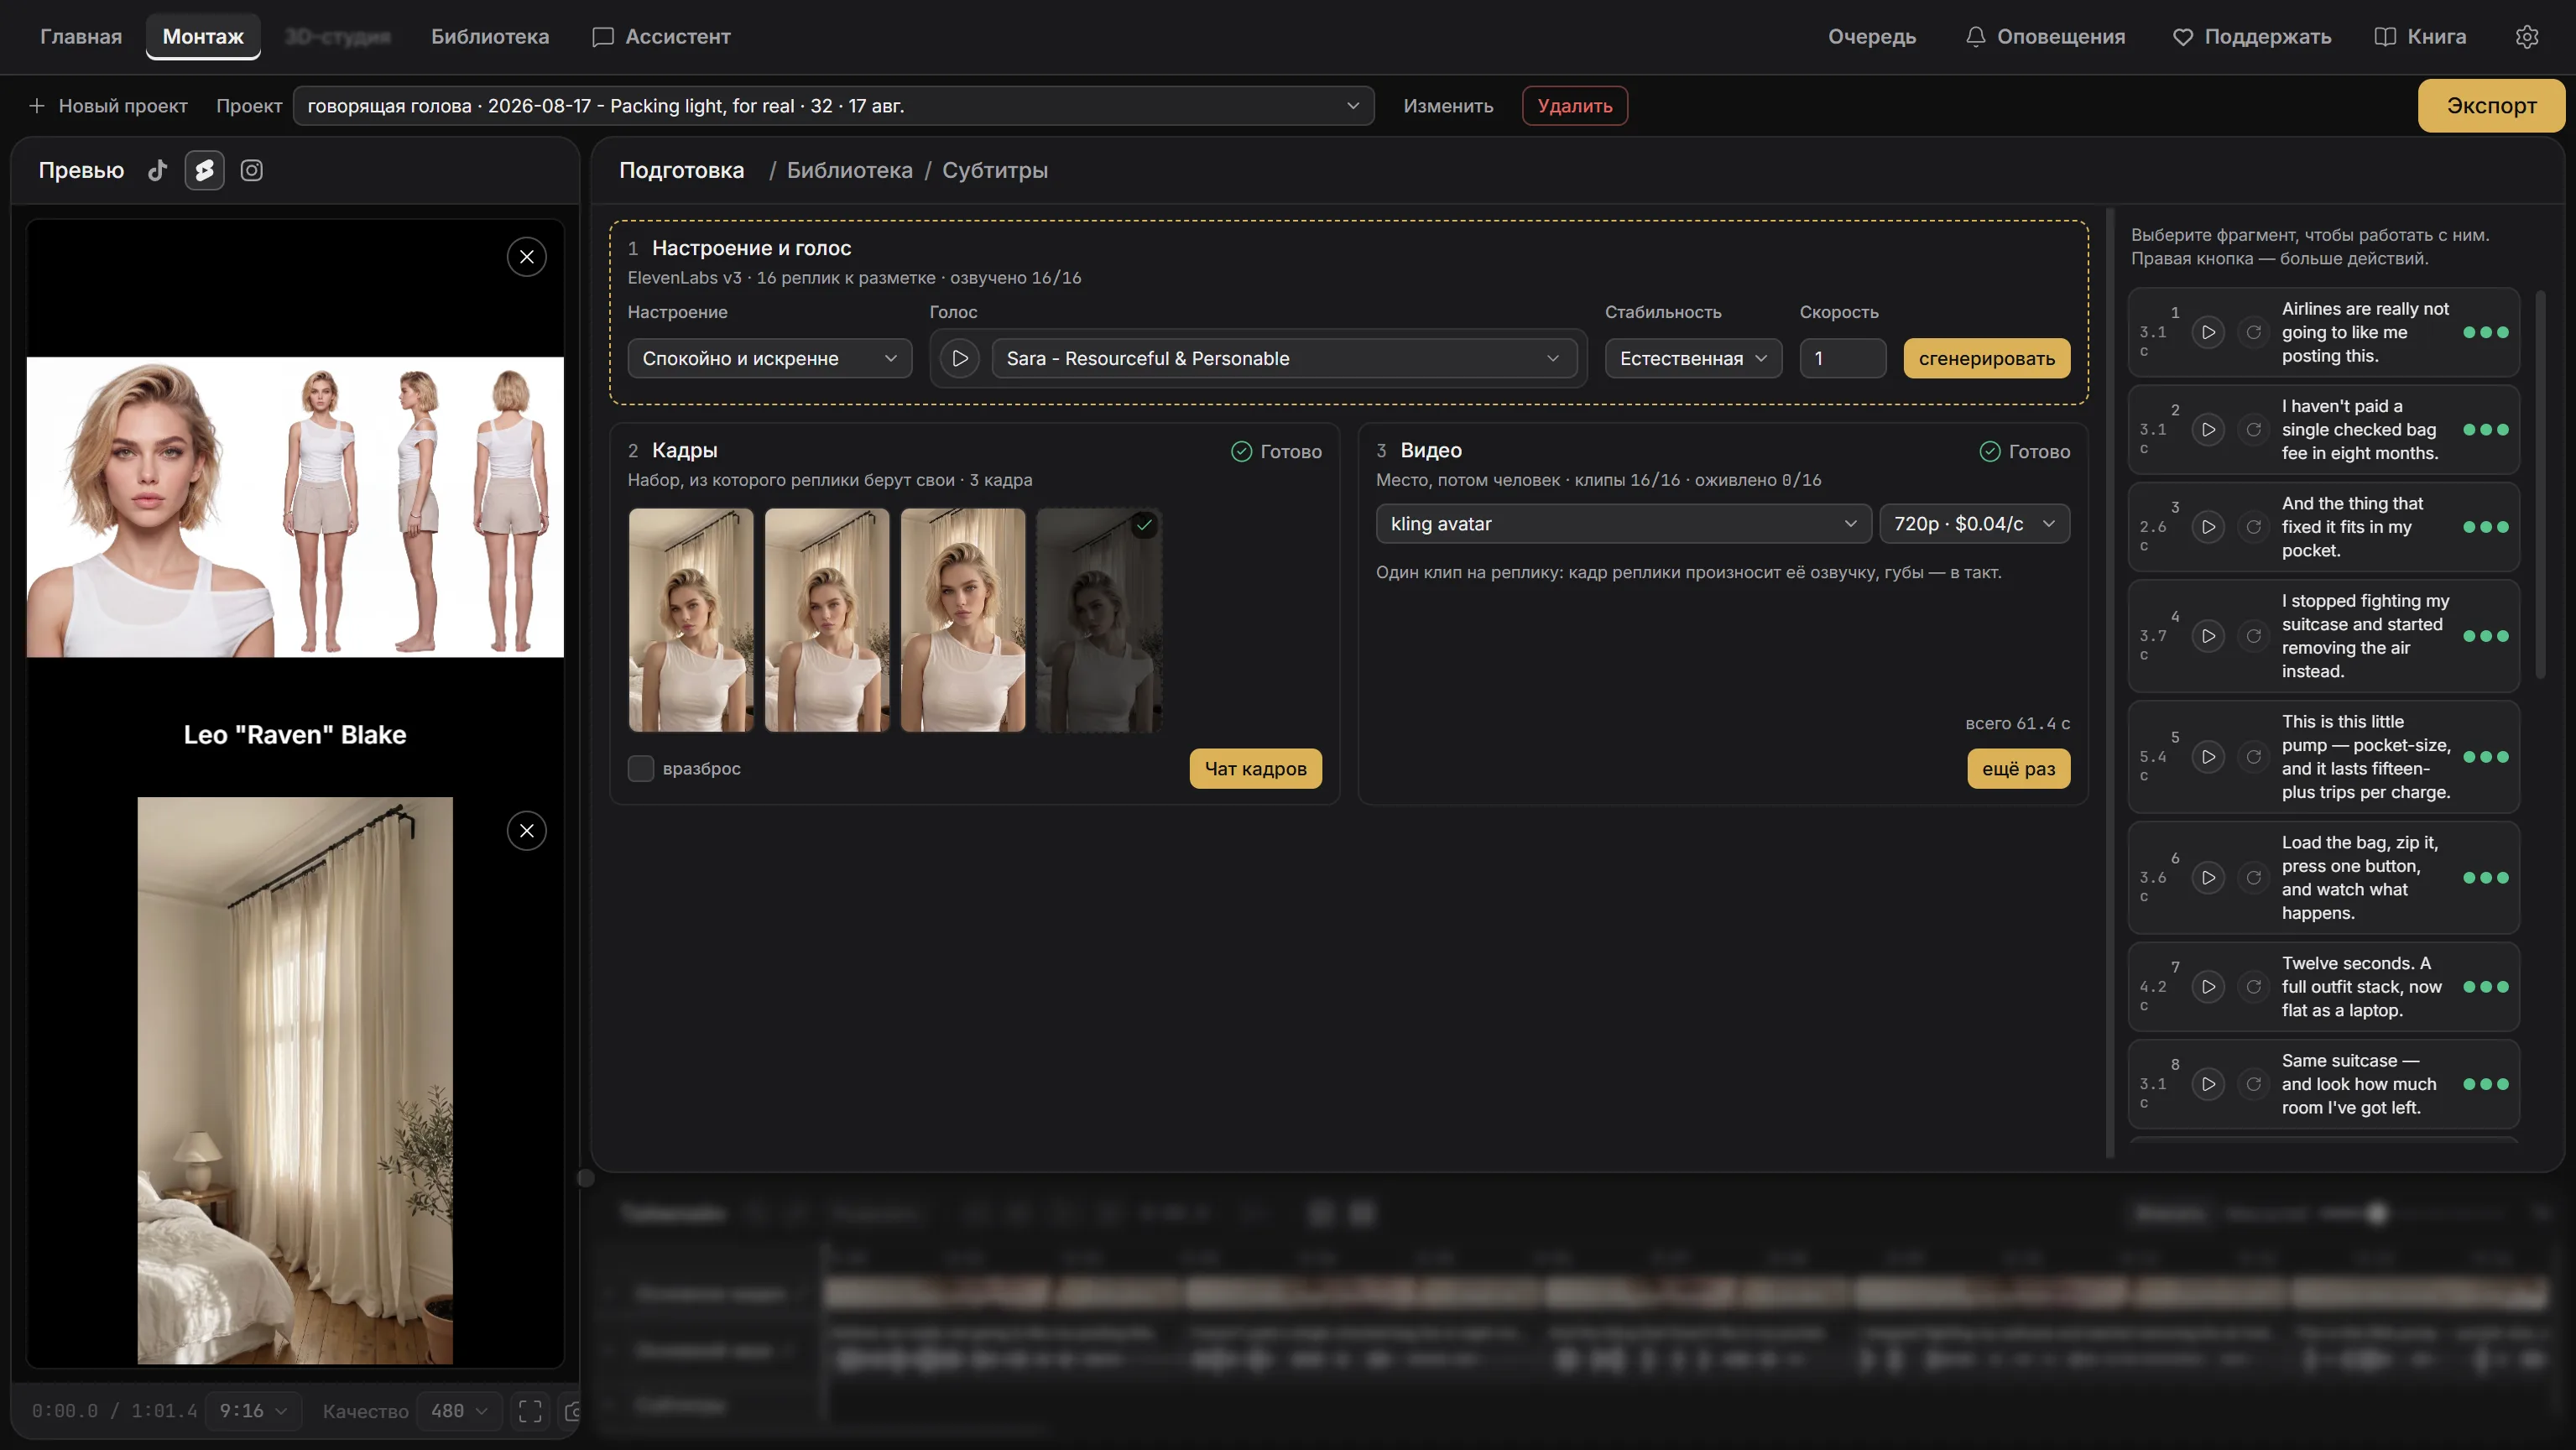 Главная
Монтаж
3D-студия
Библиотека
Ассистент
Очередь
Оповещения
Поддержать
Книга
Новый проект
Проект
говорящая голова · 2026-08-17 - Packing light, for real · 32 · 17 авг.
Изменить
Удалить
Экспорт
Превью
Leo "Raven" Blake
0:00.0 / 1:01.4
9:16
Качество
480
Подготовка / Библиотека / Субтитры
1 Настроение и голос
ElevenLabs v3 · 16 реплик к разметке · озвучено 16/16
Настроение
Голос
Стабильность
Скорость
Спокойно и искренне
Sara - Resourceful & Personable
Естественная
1
сгенерировать
2 Кадры
Готово
Набор, из которого реплики берут свои · 3 кадра
вразброс
Чат кадров
3 Видео
Готово
Место, потом человек · клипы 16/16 · оживлено 0/16
kling avatar
720p · $0.04/с
Один клип на реплику: кадр реплики произносит её озвучку, губы — в такт.
всего 61.4 с
ещё раз
Выберите фрагмент, чтобы работать с ним.
Правая кнопка — больше действий.
1
3.1
с
Airlines are really not
going to like me
posting this.
2
3.1
с
I haven't paid a
single checked bag
fee in eight months.
3
2.6
с
And the thing that
fixed it fits in my
pocket.
4
3.7
с
I stopped fighting my
suitcase and started
removing the air
instead.
5
5.4
с
This is this little
pump — pocket-size,
and it lasts fifteen-
plus trips per charge.
6
3.6
с
Load the bag, zip it,
press one button,
and watch what
happens.
7
4.2
с
Twelve seconds. A
full outfit stack, now
flat as a laptop.
8
3.1
с
Same suitcase —
and look how much
room I've got left.